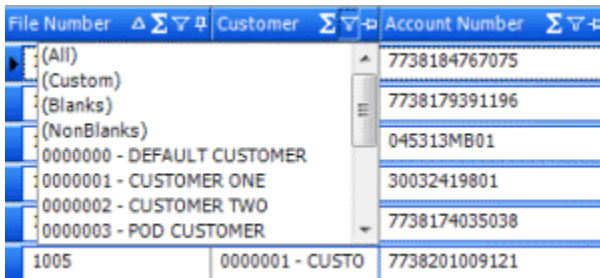 File Number Customer Account Number
(All)
(Custom)
(Blanks)
(NonBlanks)
0000000 - DEFAULT CUSTOMER
0000001 - CUSTOMER ONE
0000002 - CUSTOMER TWO
0000003 - POD CUSTOMER
7738184767075
7738179391196
045313MB01
30032419801
7738174035038
1005 0000001 - CUSTO 7738201009121